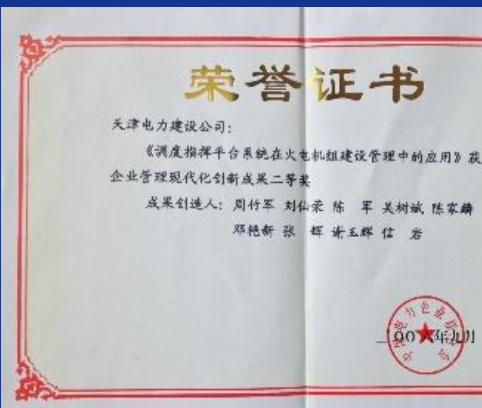 荣誉证书
天津电力建设公司：
《调度指挥平台系统在火电机组建设管理中的应用》获
企业管理现代化创新成果二等奖
成果创造人：周竹军 刘仙荣 陈 军 吴树斌 陈家麟
邓艳新 张 辉 谢玉辉 信 岩
年九月